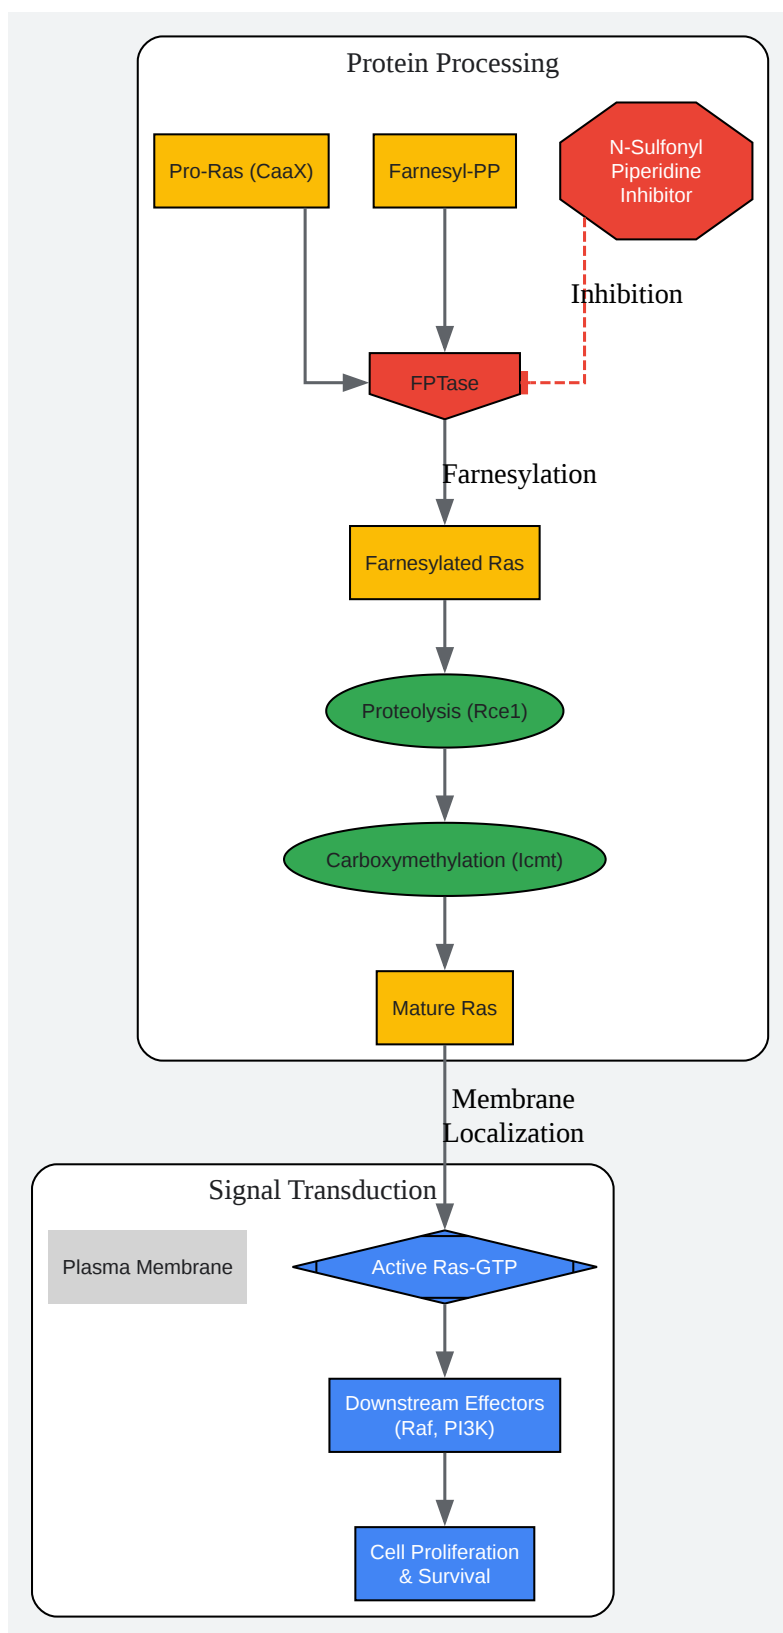 Protein Processing
Pro-Ras (CaaX)
Farnesyl-PP
N-Sulfonyl
Piperidine
Inhibitor
Inhibition
FPTase
Farnesylation
Farnesylated Ras
Proteolysis (Rce1)
Carboxymethylation (Icmt)
Mature Ras
Membrane
Localization
Signal Transduction
Plasma Membrane
Active Ras-GTP
Downstream Effectors
(Raf, PI3K)
Cell Proliferation
& Survival